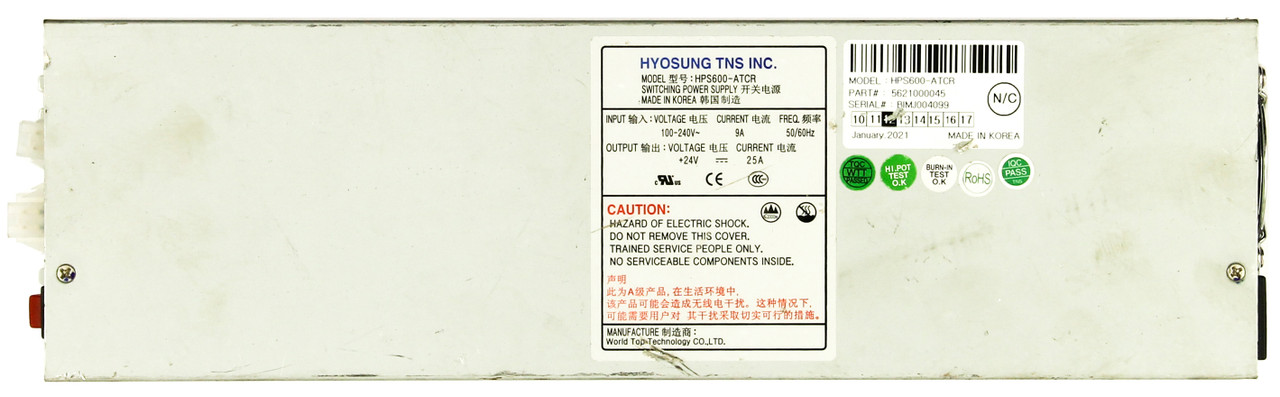 HYOSUNG TNS INC.
MODEL 型号 : HPS600-ATCR
SWITCHING POWER SUPPLY 开关电源
MADE IN KOREA 韩国制造
INPUT 输入 : VOLTAGE 电压 CURRENT 电流 FREQ. 频率
100-240V~ 9A 50/60Hz
OUTPUT 输出 : VOLTAGE 电压 CURRENT 电流
+24V 25A
c RU us CE CCC
CAUTION:
HAZARD OF ELECTRIC SHOCK.
DO NOT REMOVE THIS COVER.
TRAINED SERVICE PEOPLE ONLY.
NO SERVICEABLE COMPONENTS INSIDE.
声明
此为A级产品, 在生活环境中,
该产品可能会造成无线电干扰。这种情况下,
可能需要用户对 其干扰采取切实可行的措施。
MANUFACTURE 制造商 :
World Top Technology CO.,LTD.
MODEL : HPS600-ATCR
PART# : 5621000045
SERIAL# : BIMJ004099
N/C
10 11 12 13 14 15 16 17
January.2021 MADE IN KOREA
HI.POT TEST O.K
BURN-IN TEST O.K
RoHS
PASS
TNS